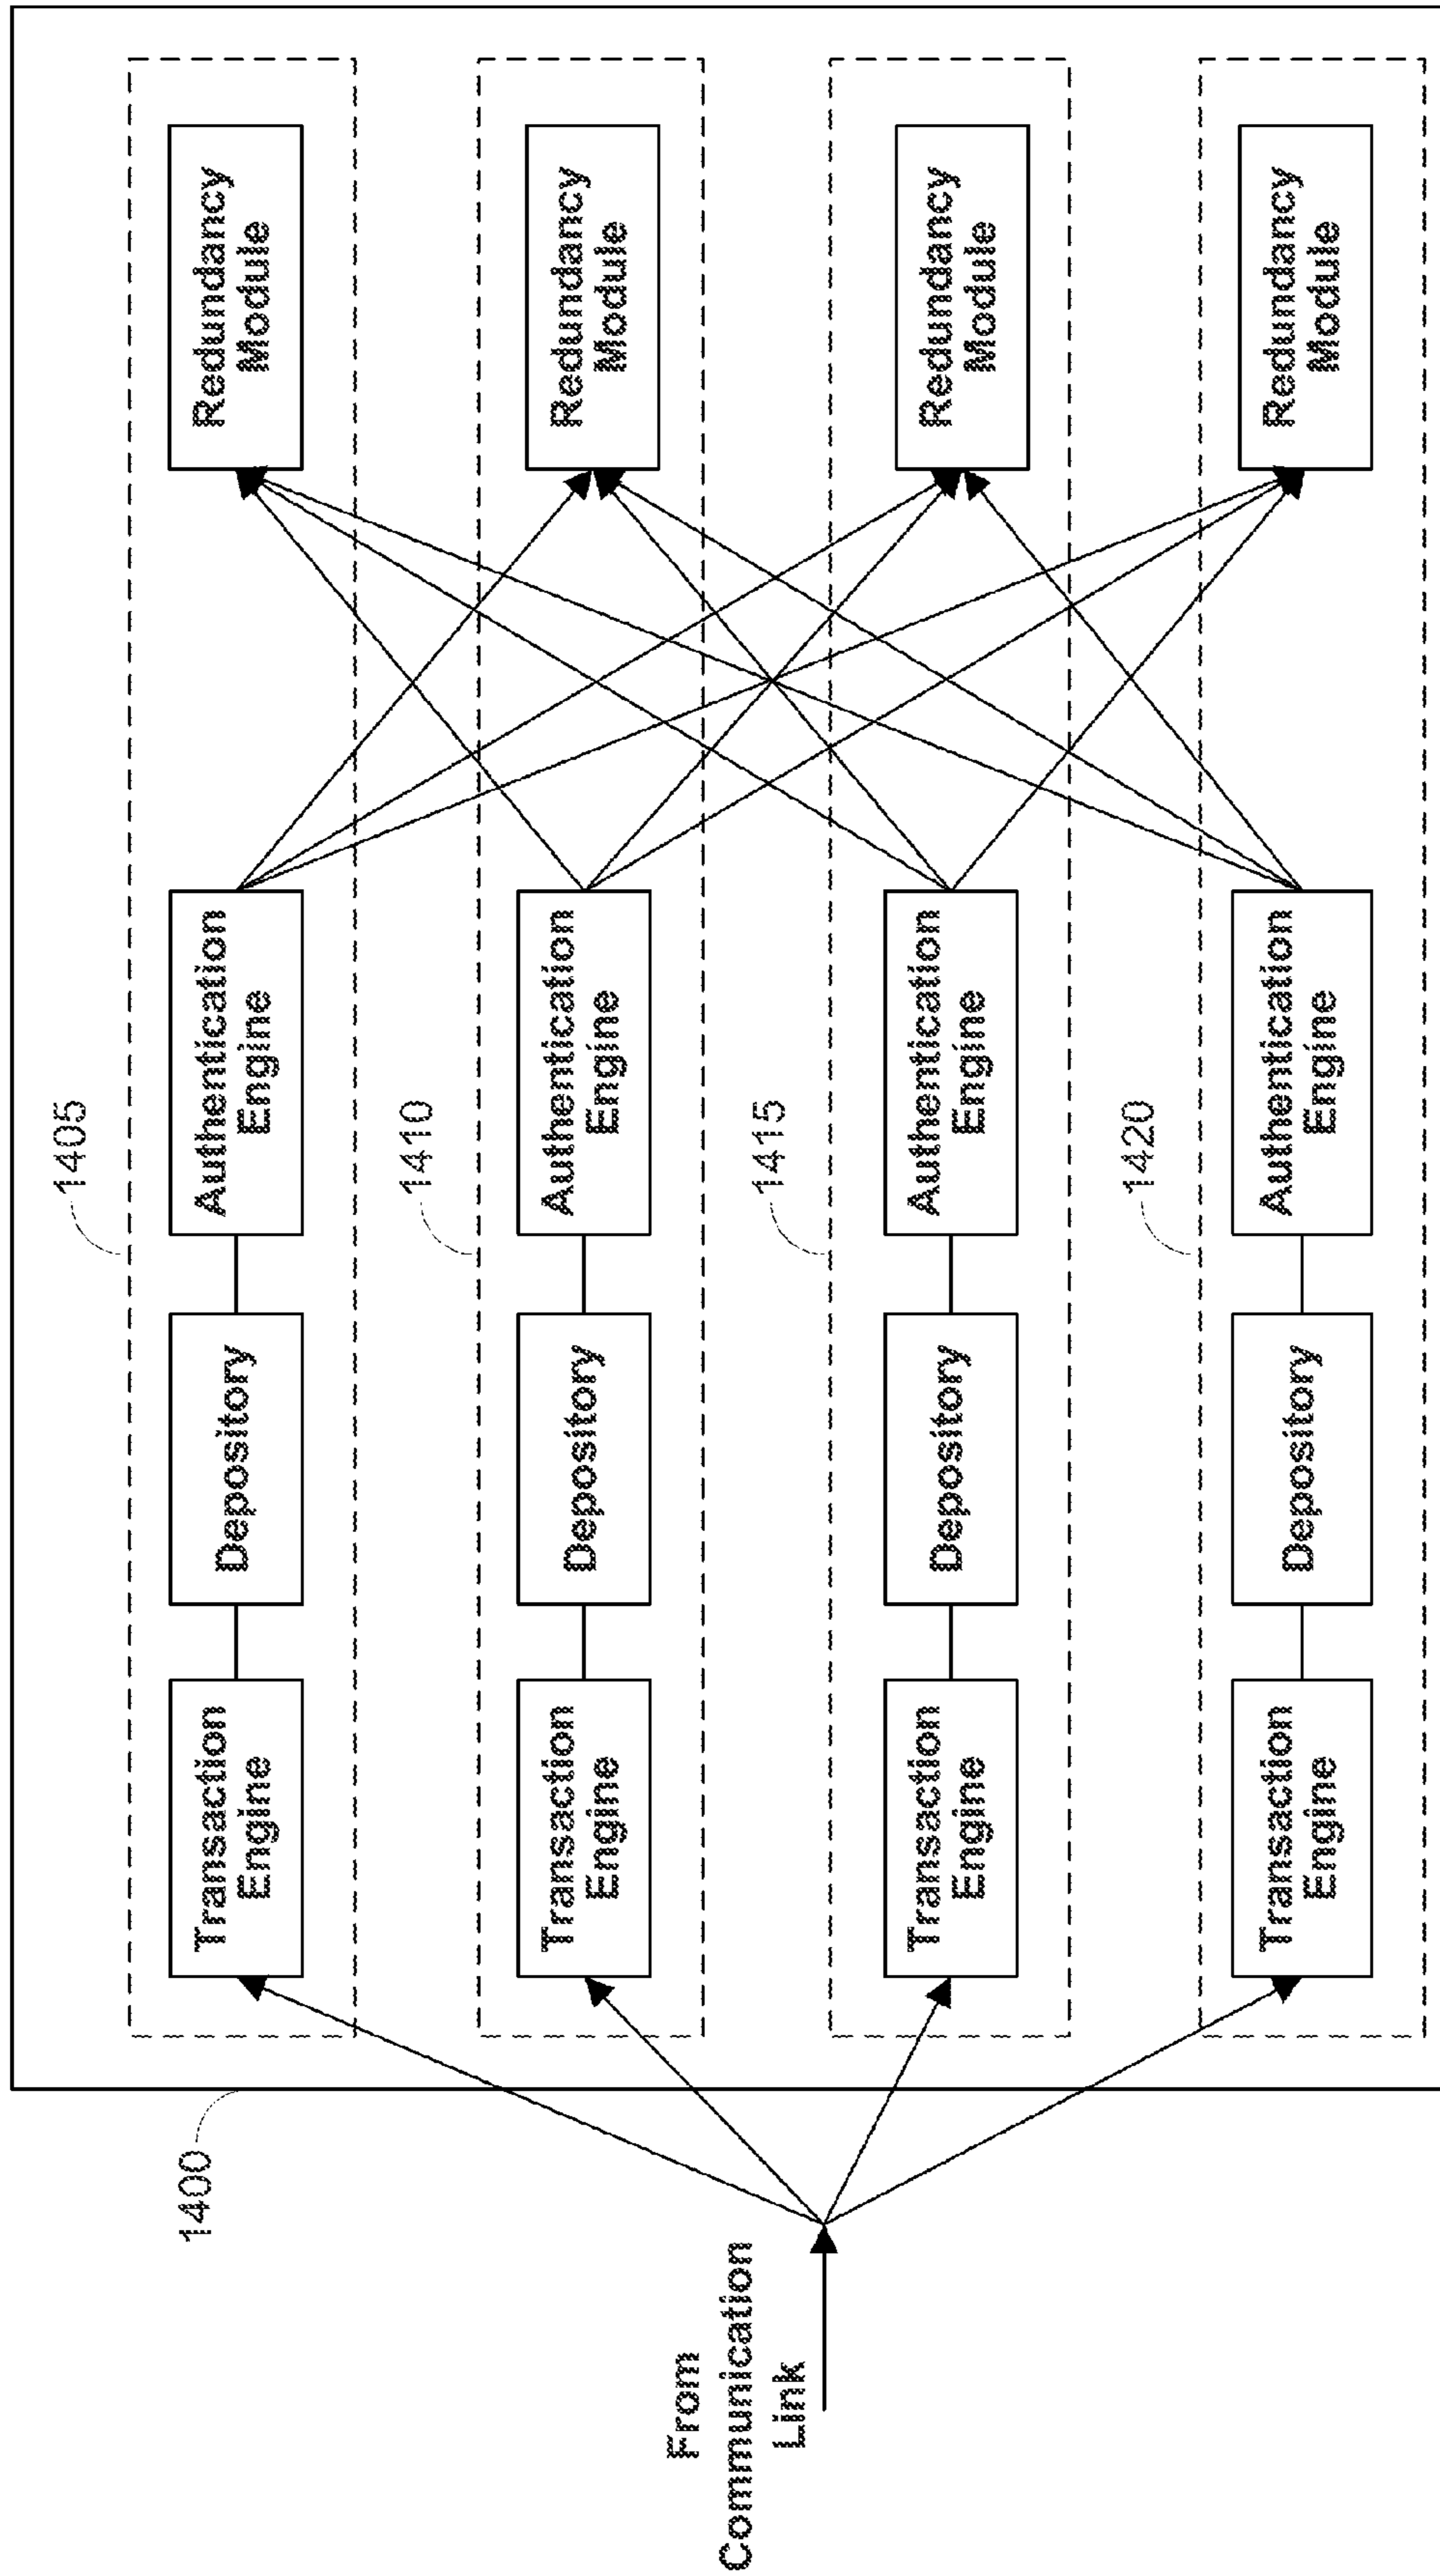 1400
From
Communication
Link
1405
Transaction
Engine
Depository
Authentication
Engine
Redundancy
Module
1410
Transaction
Engine
Depository
Authentication
Engine
Redundancy
Module
1415
Transaction
Engine
Depository
Authentication
Engine
Redundancy
Module
1420
Transaction
Engine
Depository
Authentication
Engine
Redundancy
Module